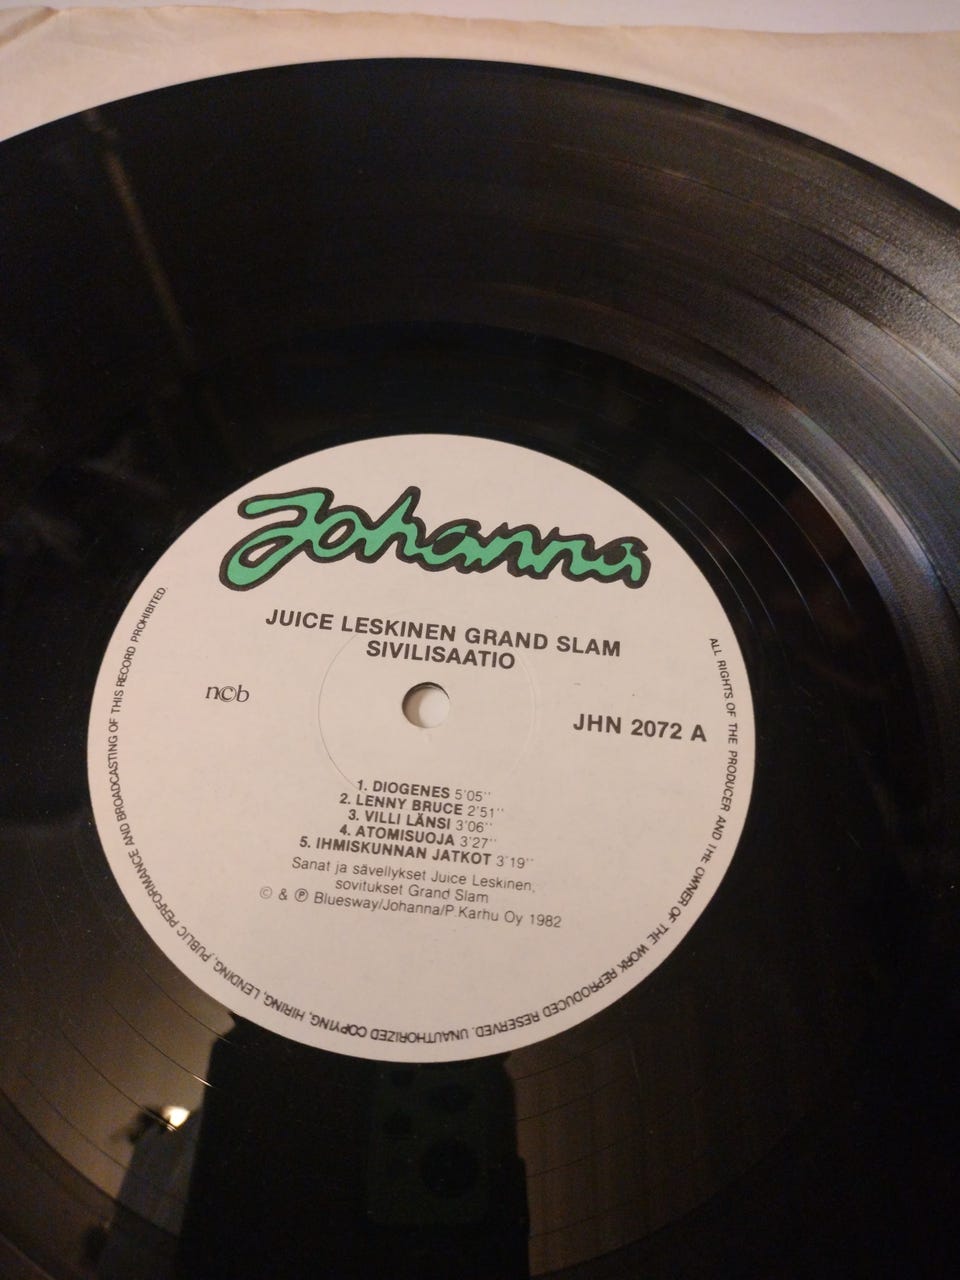 Johanna
JUICE LESKINEN GRAND SLAM
SIVILISAATIO
ncb
JHN 2072 A
1. DIOGENES 5'05''
2. LENNY BRUCE 2'51''
3. VILLI LÄNSI 3'06''
4. ATOMISUOJA 3'27''
5. IHMISKUNNAN JATKOT 3'19''
Sanat ja sävellykset Juice Leskinen,
sovitukset Grand Slam
© & ℗ Bluesway/Johanna/P.Karhu Oy 1982
ALL RIGHTS OF THE PRODUCER AND THE OWNER OF THE WORK REPRODUCED RESERVED. UNAUTHORIZED COPYING, HIRING, LENDING, PUBLIC PERFORMANCE AND BROADCASTING OF THIS RECORD PROHIBITED.